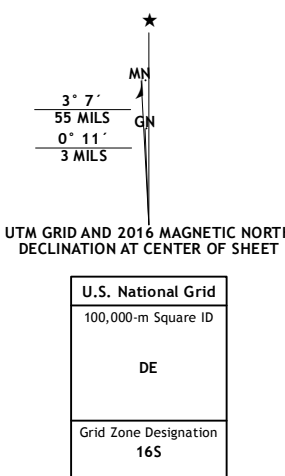 MN
3° 7´
55 MILS
GN
0° 11´
3 MILS
UTM GRID AND 2016 MAGNETIC NORTH
DECLINATION AT CENTER OF SHEET
U.S. National Grid
100,000-m Square ID
DE
Grid Zone Designation
16S